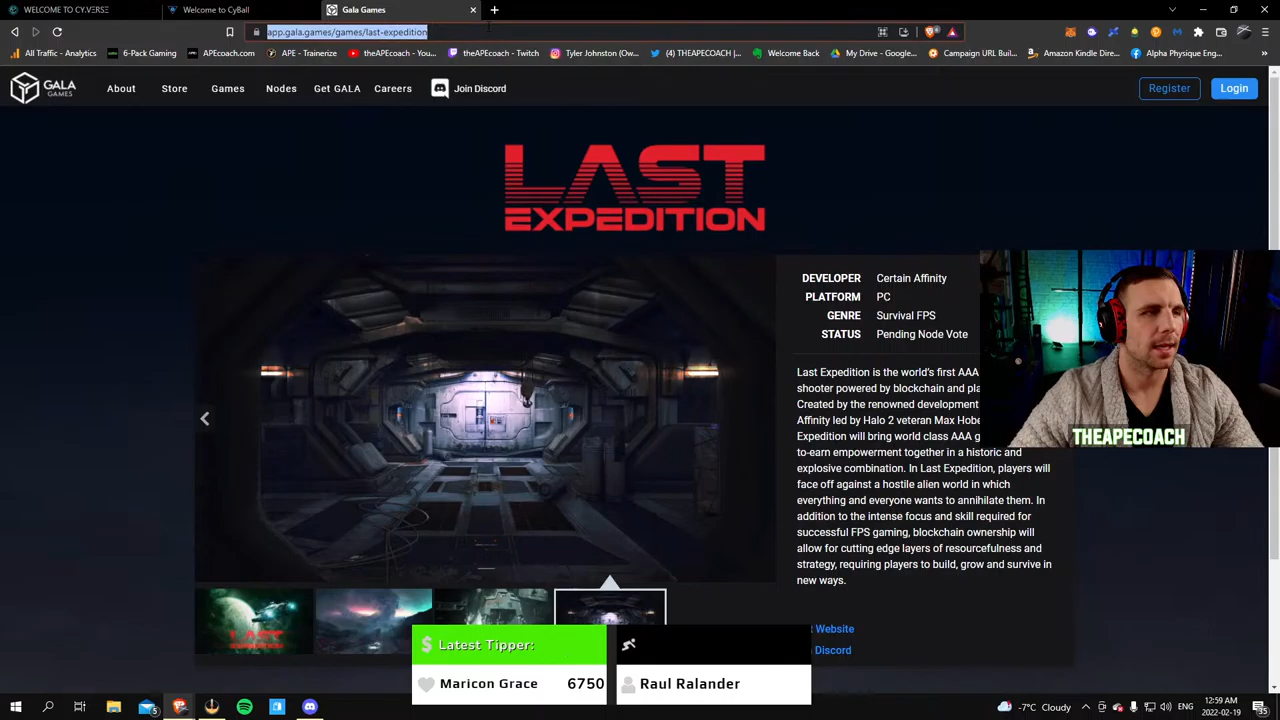 WELCOME TO CY.VERSE
Welcome to CyBall
Gala Games
app.gala.games/games/last-expedition
All Traffic - Analytics
6-Pack Gaming
APE - Trainerize
theAPEcoach - You...
theAPEcoach - Twitch
Tyler Johnston (Ow...
(2) THEAPECOACH (...
Welcome Back
My Drive - Google...
Campaign URL Buil...
Amazon Kindle Dire...
Alpha Physique Eng...
GALA GAMES
About
Store
Games
Nodes
Get GALA
Careers
Join Discord
Register
Login
LAST
EXPEDITION
DEVELOPER Certain Affinity
PLATFORM PC
GENRE Survival FPS
STATUS Pending Node Vote
Last Expedition is the world's first AAA
shooter powered by blockchain and pla
Created by the renowned development
Affinity led by Halo 2 veteran Max Hobe
Expedition will bring world class AAA g
to-earn empowerment together in a historic and
explosive combination. In Last Expedition, players will
face off against a hostile alien world in which
everything and everyone wants to annihilate them. In
addition to the intense focus and skill required for
successful FPS gaming, blockchain ownership will
allow for cutting edge layers of resourcefulness and
strategy, requiring players to build, grow and survive in
new ways.
THEAPECOACH
LAST
t Website
Discord
$ Latest Tipper:
Maricon Grace 6750
Raul Ralander
-7°C Cloudy
ENG
12:59 AM
2022-02-19